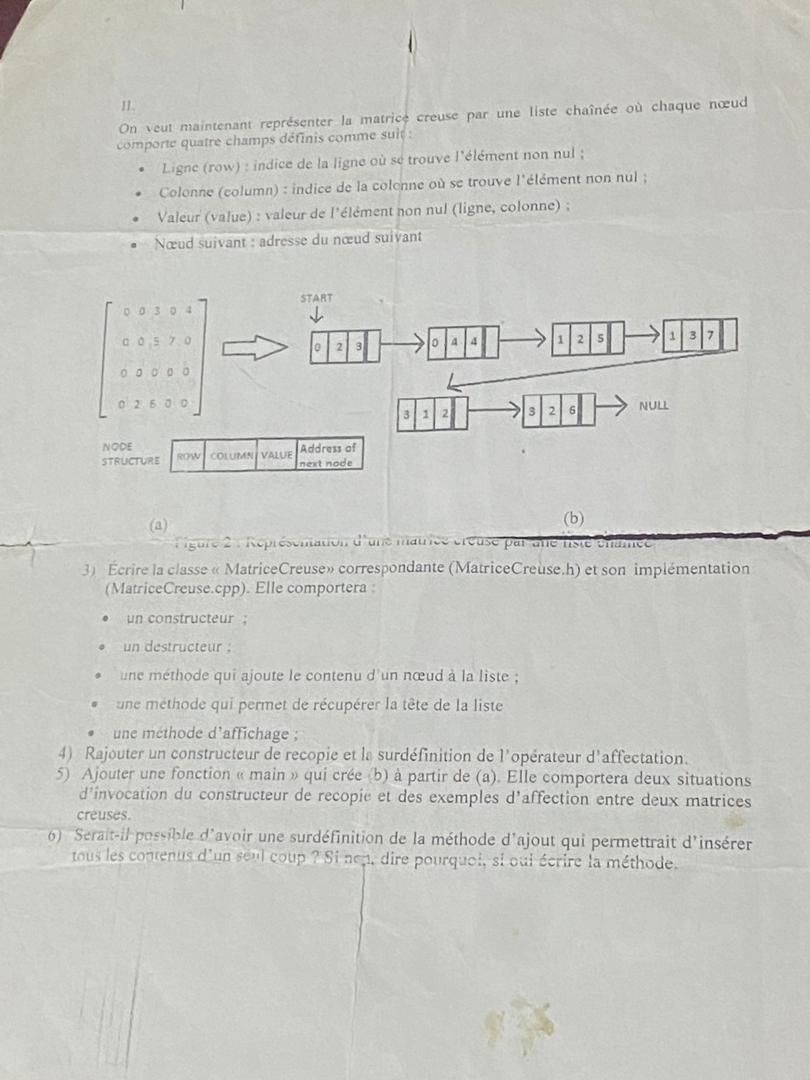 II.
On veut maintenant représenter la matrice creuse par une liste chaînée où chaque nœud
comporte quatre champs définis comme suit :
• Ligne (row) : indice de la ligne où se trouve l'élément non nul ;
• Colonne (column) : indice de la colonne où se trouve l'élément non nul ;
• Valeur (value) : valeur de l'élément non nul (ligne, colonne) ;
• Nœud suivant : adresse du nœud suivant
START
0 0 3 0 4
0 0 5 7 0
0 0 0 0 0
0 2 6 0 0
0 2 3
0 4 4
1 2 5
1 3 7
3 1 2
3 2 6
NULL
NODE
STRUCTURE
ROW COLUMN VALUE Address of
next node
(a)
(b)
Figure 2 : Représentation d'une matrice creuse par une liste chaînée
3) Écrire la classe « MatriceCreuse» correspondante (MatriceCreuse.h) et son implémentation
(MatriceCreuse.cpp). Elle comportera :
• un constructeur ;
• un destructeur ;
• une méthode qui ajoute le contenu d'un nœud à la liste ;
• une méthode qui permet de récupérer la tête de la liste
• une méthode d'affichage ;
4) Rajouter un constructeur de recopie et la surdéfinition de l'opérateur d'affectation.
5) Ajouter une fonction « main » qui crée (b) à partir de (a). Elle comportera deux situations
d'invocation du constructeur de recopie et des exemples d'affection entre deux matrices
creuses.
6) Serait-il possible d'avoir une surdéfinition de la méthode d'ajout qui permettrait d'insérer
tous les contenus d'un seul coup ? Si non, dire pourquoi, si oui écrire la méthode.